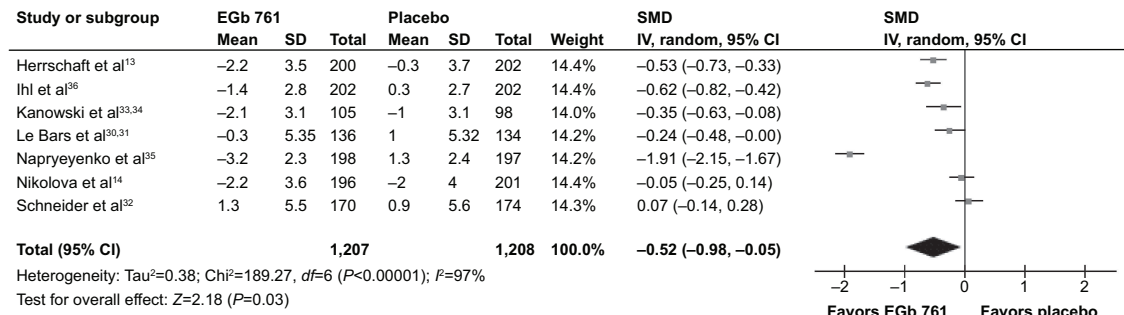 Study or subgroup EGb 761 Placebo SMD SMD
Mean SD Total Mean SD Total Weight IV, random, 95% CI IV, random, 95% CI
Herrschaft et al¹³ –2.2 3.5 200 –0.3 3.7 202 14.4% –0.53 (–0.73, –0.33)
Ihl et al³⁶ –1.4 2.8 202 0.3 2.7 202 14.4% –0.62 (–0.82, –0.42)
Kanowski et al³³,³⁴ –2.1 3.1 105 –1 3.1 98 14.0% –0.35 (–0.63, –0.08)
Le Bars et al³⁰,³¹ –0.3 5.35 136 1 5.32 134 14.2% –0.24 (–0.48, –0.00)
Napryeyenko et al³⁵ –3.2 2.3 198 1.3 2.4 197 14.2% –1.91 (–2.15, –1.67)
Nikolova et al¹⁴ –2.2 3.6 196 –2 4 201 14.4% –0.05 (–0.25, 0.14)
Schneider et al³² 1.3 5.5 170 0.9 5.6 174 14.3% 0.07 (–0.14, 0.28)
Total (95% CI) 1,207 1,208 100.0% –0.52 (–0.98, –0.05)
Heterogeneity: Tau²=0.38; Chi²=189.27, df=6 (P<0.00001); I²=97%
Test for overall effect: Z=2.18 (P=0.03)
–2 –1 0 1 2
Favors EGb 761 Favors placebo